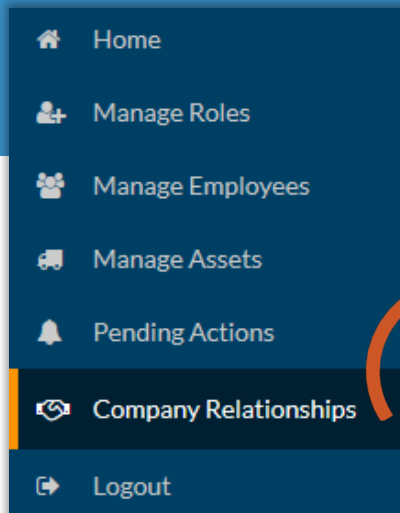 Home
Manage Roles
Manage Employees
Manage Assets
Pending Actions
Company Relationships
Logout